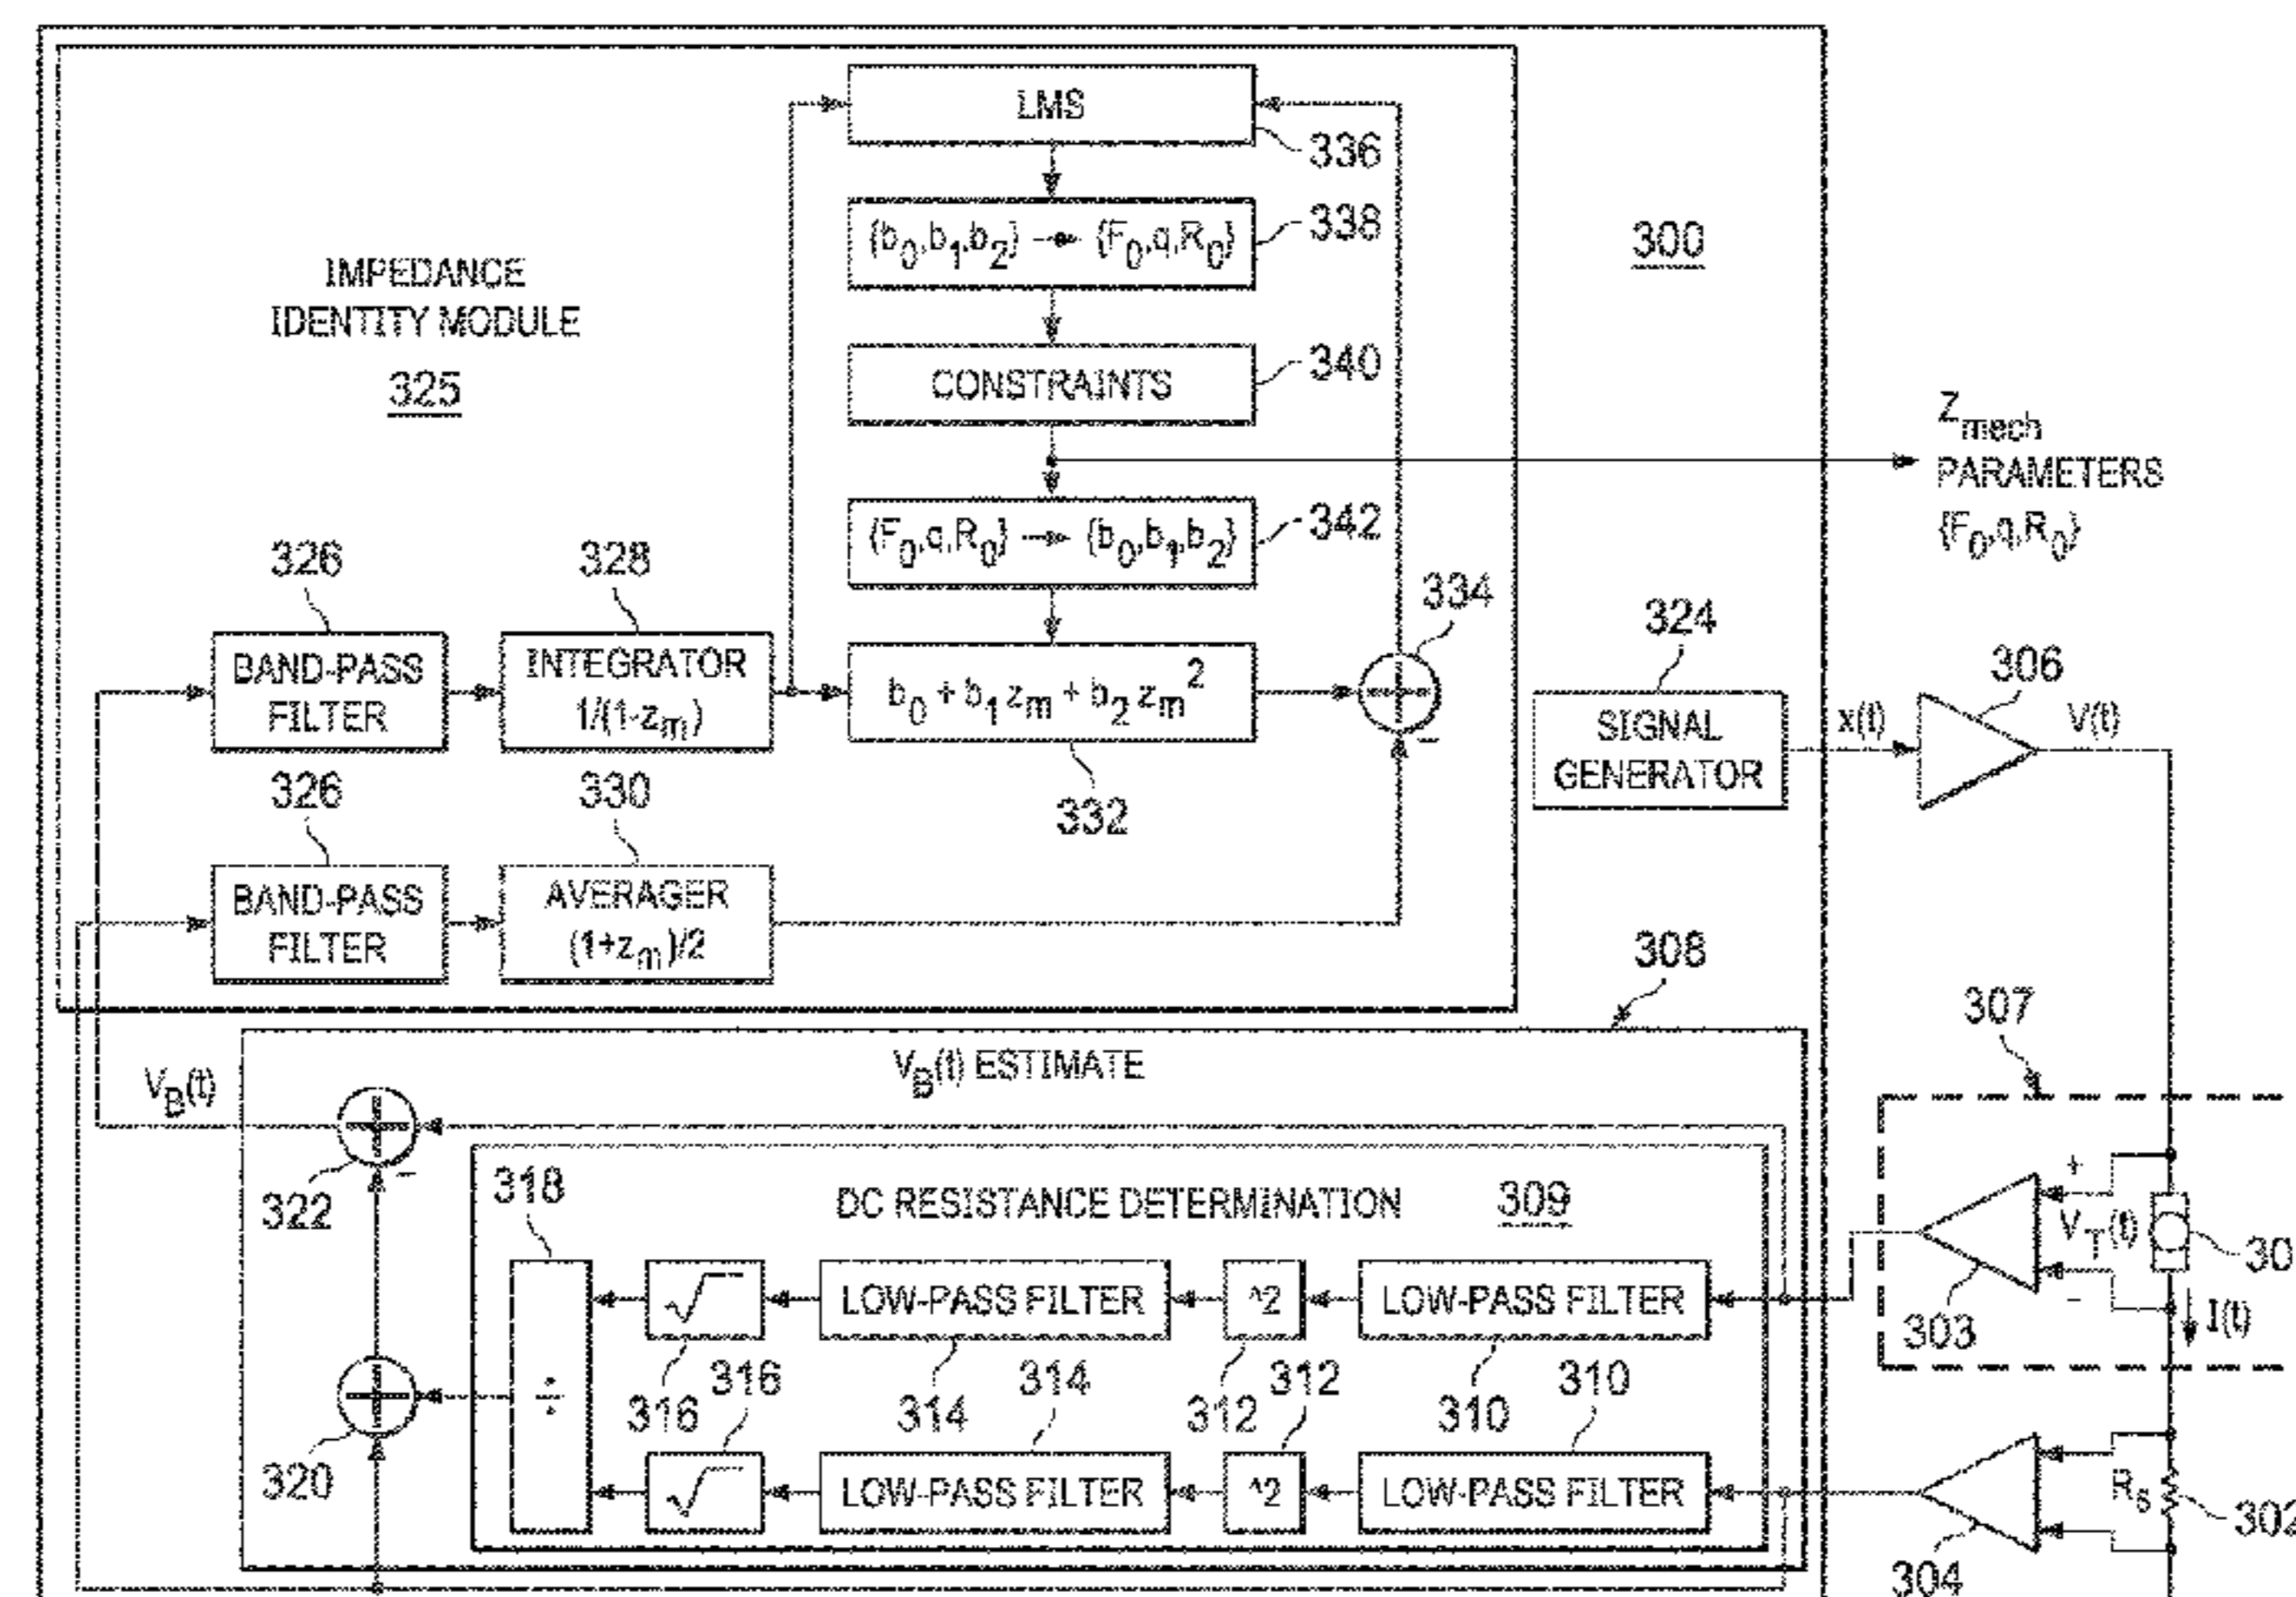 LMS
336
{b0,b1,b2} → {F0,q,R0}
338
300
IMPEDANCE
IDENTITY MODULE
325
CONSTRAINTS
340
Zmech
PARAMETERS
{F0,q,R0}
{F0,q,R0} → {b0,b1,b2}
342
326
328
334
324
306
BAND-PASS
FILTER
INTEGRATOR
1/(1-zm)
b0 + b1 zm + b2 zm²
−
SIGNAL
GENERATOR
x(t)
V(t)
326
330
332
BAND-PASS
FILTER
AVERAGER
(1+zm)/2
308
307
VB(t)
VB(t) ESTIMATE
322
−
318
DC RESISTANCE DETERMINATION
309
+
VT(t)
−
30
303
I(t)
√
LOW-PASS FILTER
^2
LOW-PASS FILTER
÷
316
316
314
314
312
312
310
310
320
√
LOW-PASS FILTER
^2
LOW-PASS FILTER
RS
302
304